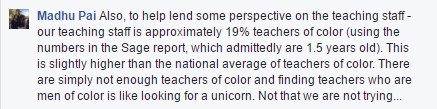 Madhu Pai Also, to help lend some perspective on the teaching staff -
our teaching staff is approximately 19% teachers of color (using the
numbers in the Sage report, which admittedly are 1.5 years old). This
is slightly higher than the national average of teachers of color. There
are simply not enough teachers of color and finding teachers who are
men of color is like looking for a unicorn. Not that we are not trying...